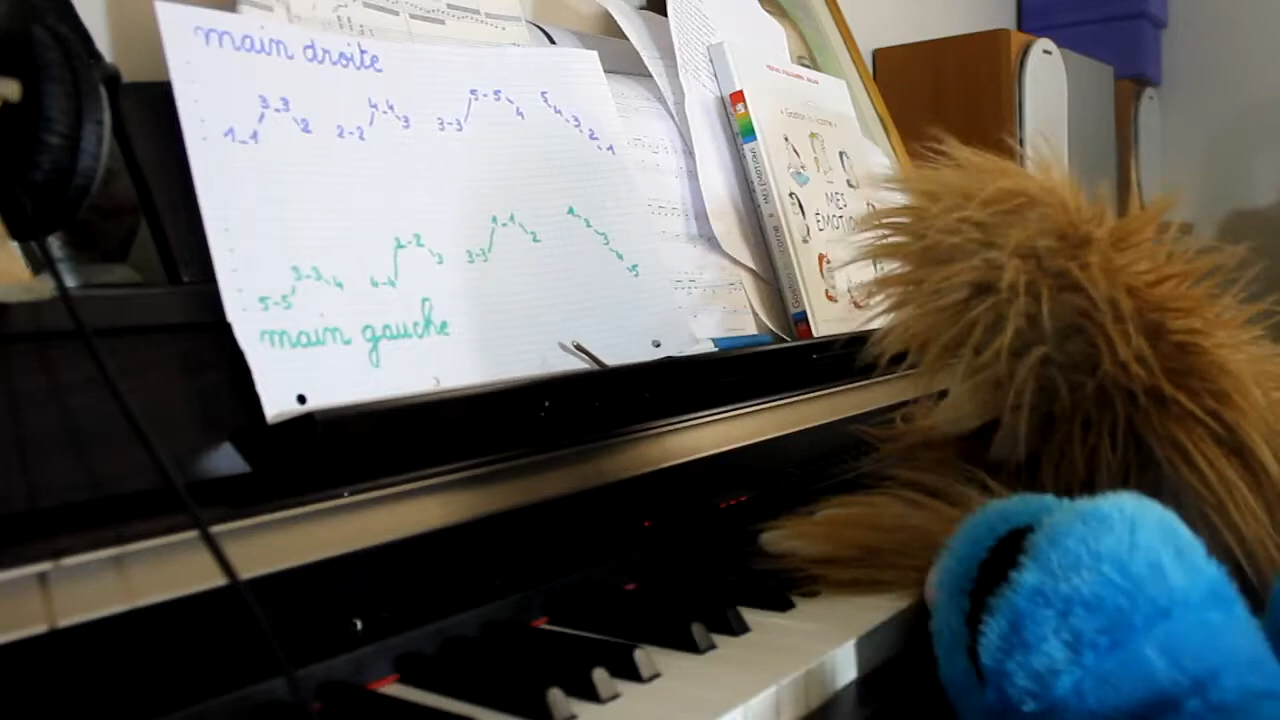 main droite
1-1 3-3 2 2-2 4-4 3 3-3 5-5 4 5 4 3 2 1
5-5 3-3 4 4-4 2-2 3 3-3 1-1 2 1 2 3 4 5
main gauche
MES ÉMOTIONS
MES
ÉMOTIO